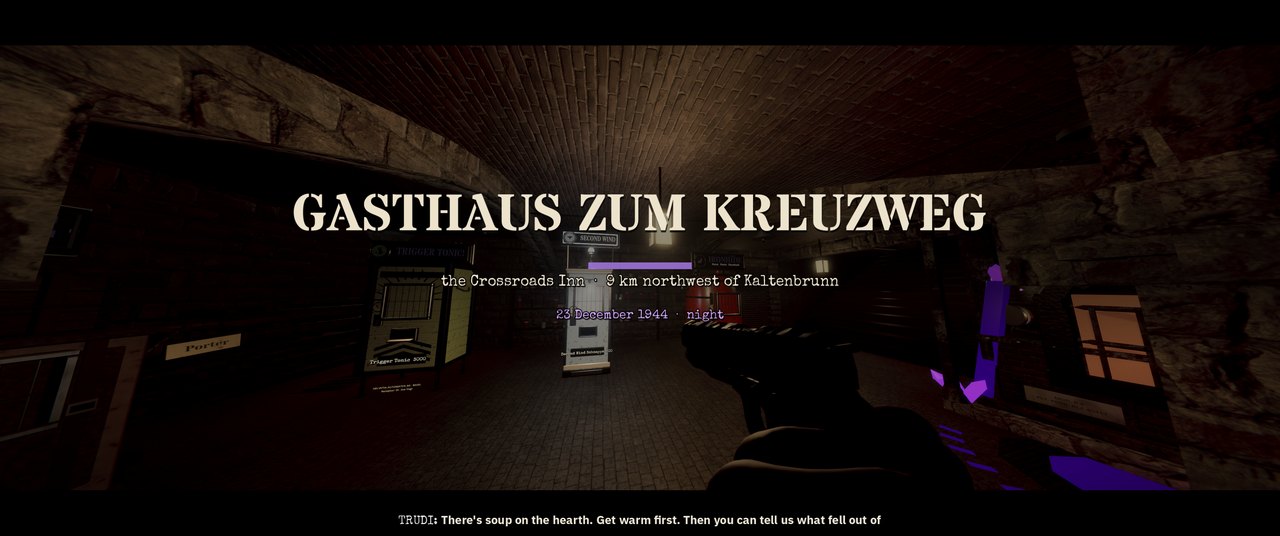 GASTHAUS ZUM KREUZWEG
SECOND WIND
TRIGGER TONIC
the Crossroads Inn · 9 km northwest of Kaltenbrunn
23 December 1944 · night
Porter
Trigger Tonic 3000
TRUDI: There's soup on the hearth. Get warm first. Then you can tell us what fell out of